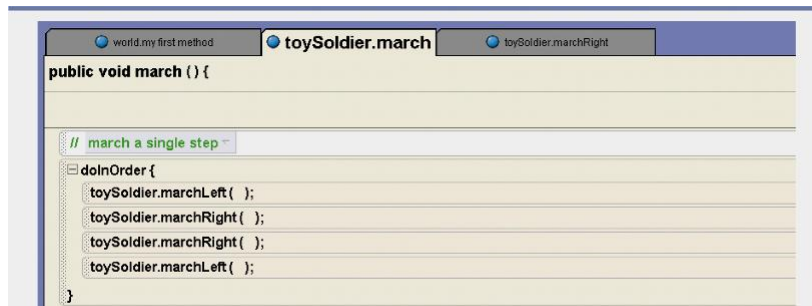 world.my first method toySoldier.march toySoldier.marchRight
public void march () {
// march a single step
doInOrder {
toySoldier.marchLeft( );
toySoldier.marchRight( );
toySoldier.marchRight( );
toySoldier.marchLeft( );
}